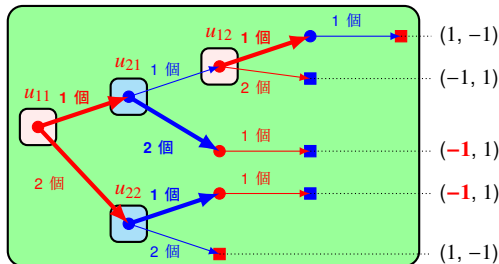 1 個
(1, −1)
u12
1 個
u21
1 個
2 個
(−1, 1)
u11
1 個
2 個
1 個
(−1, 1)
2 個
u22
1 個
1 個
(−1, 1)
2 個
(1, −1)